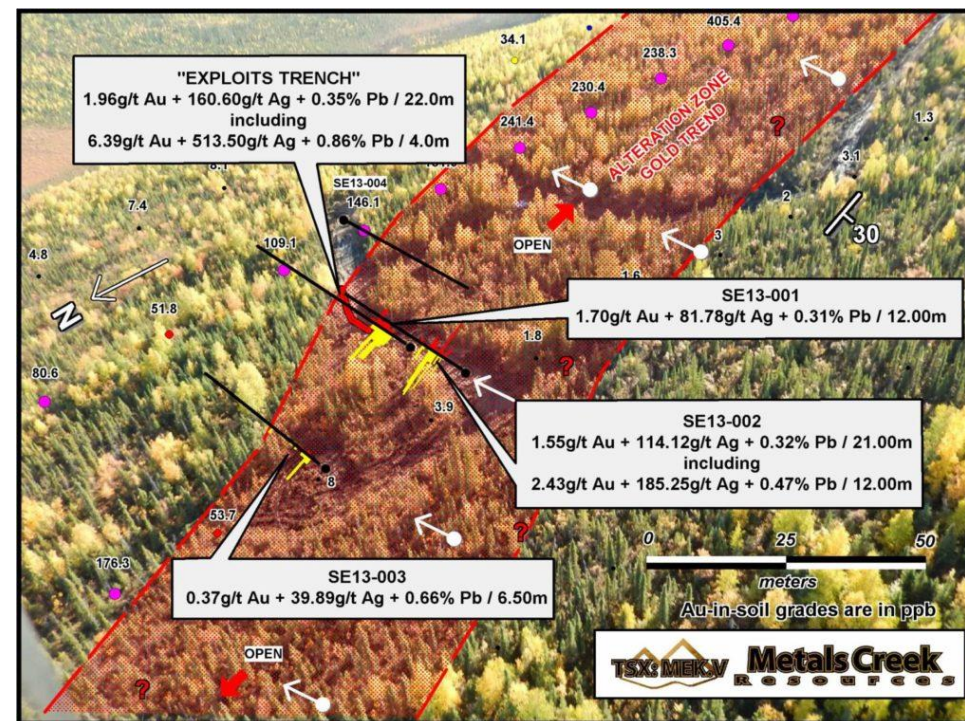 405.4
34.1
238.3
"EXPLOITS TRENCH"
1.96g/t Au + 160.60g/t Ag + 0.35% Pb / 22.0m
including
6.39g/t Au + 513.50g/t Ag + 0.86% Pb / 4.0m
230.4
241.4
ALTERATION ZONE
GOLD TREND
?
1.3
3.1
8.1
SE13-004
146.1
7.4
2
30
109.1
OPEN
3
4.8
N
1.6
SE13-001
1.70g/t Au + 81.78g/t Ag + 0.31% Pb / 12.00m
51.8
1.8
?
80.6
3.9
SE13-002
1.55g/t Au + 114.12g/t Ag + 0.32% Pb / 21.00m
including
2.43g/t Au + 185.25g/t Ag + 0.47% Pb / 12.00m
8
53.7
?
0 25 50
meters
176.3
SE13-003
0.37g/t Au + 39.89g/t Ag + 0.66% Pb / 6.50m
Au-in-soil grades are in ppb
OPEN
?
TSX: MEK.V
Metals Creek
Resources